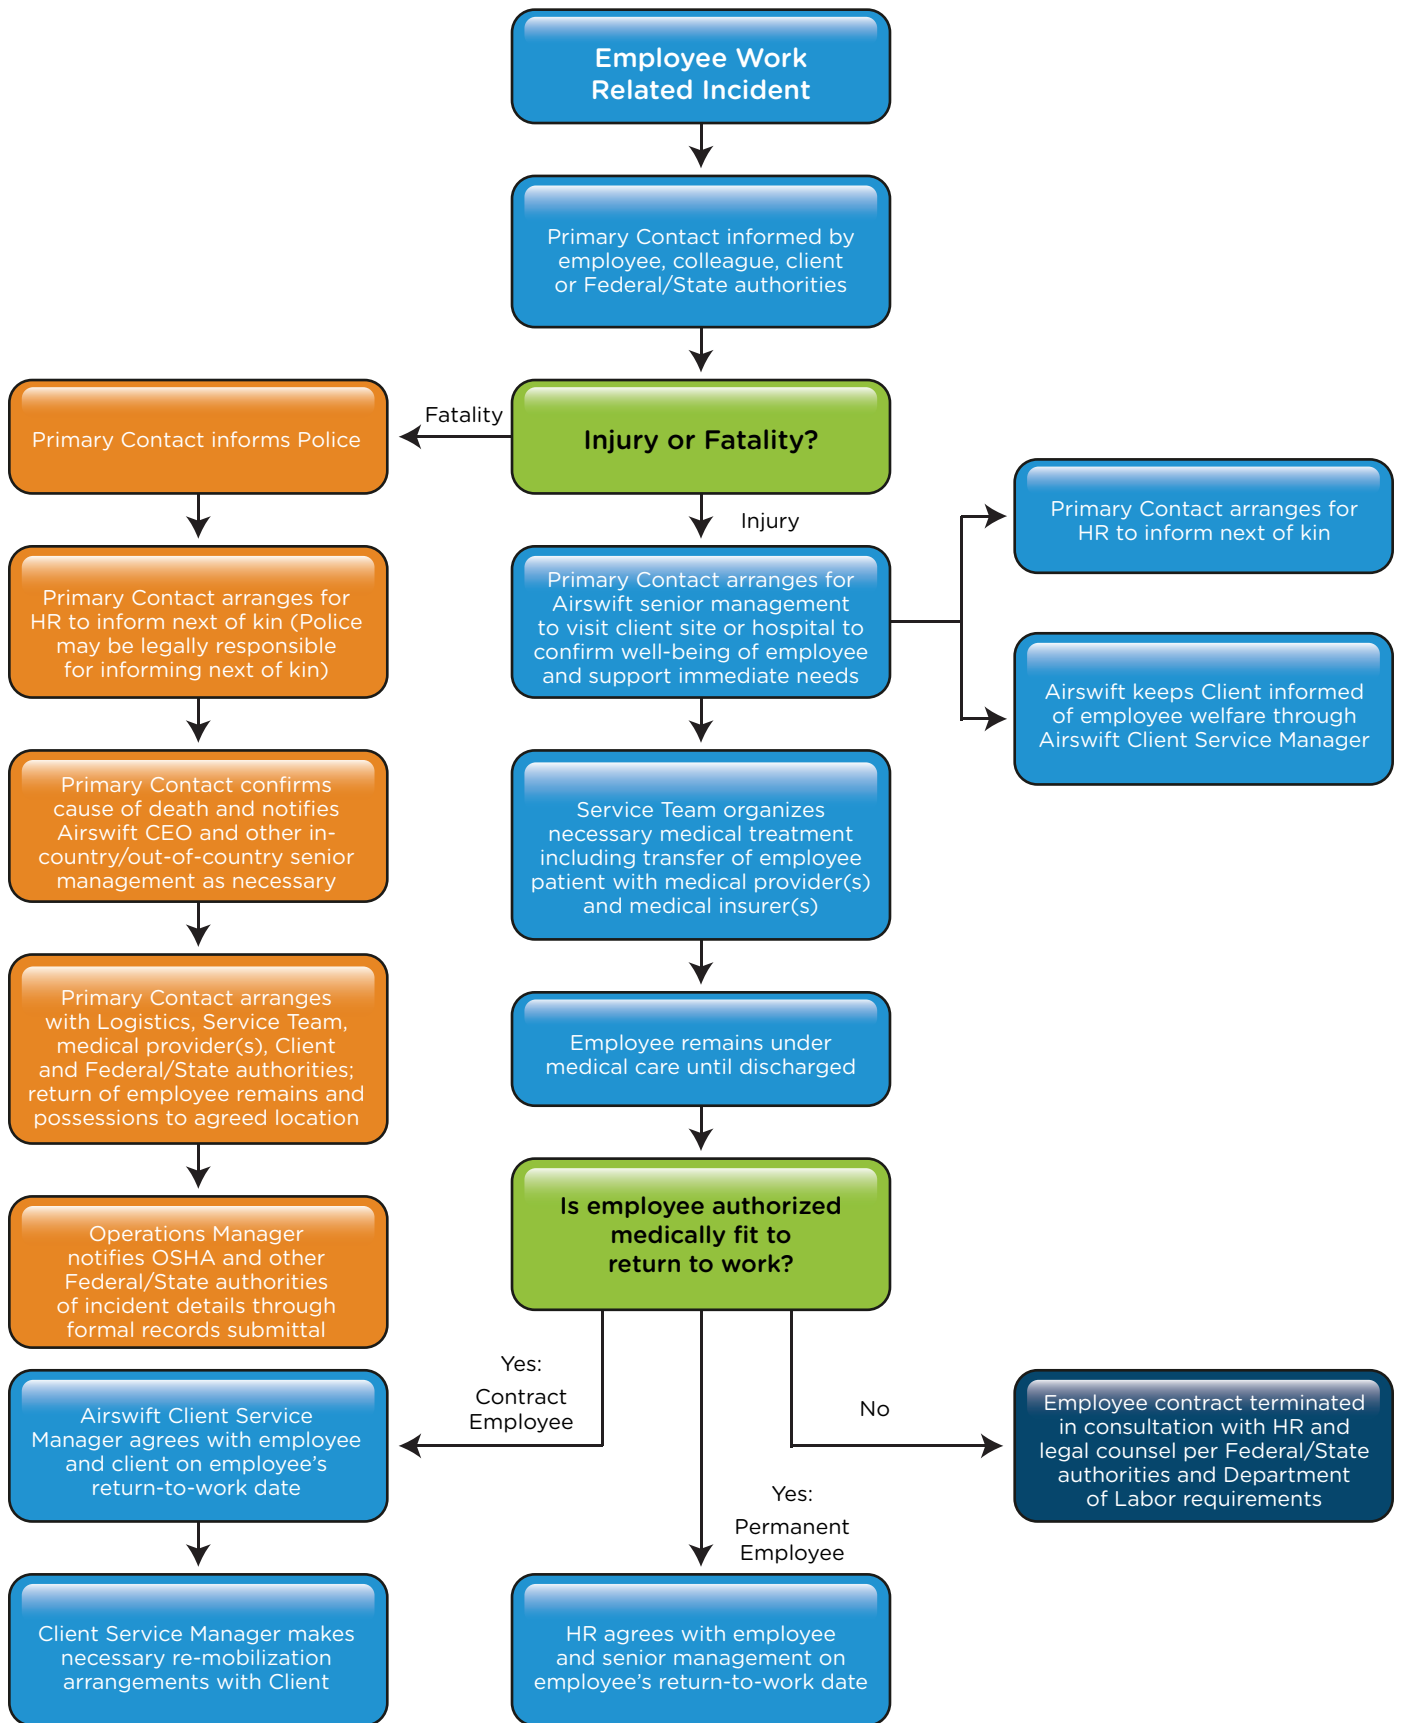 Employee Work
Related Incident
Primary Contact informed by
employee, colleague, client
or Federal/State authorities
Injury or Fatality?
Fatality
Primary Contact informs Police
Primary Contact arranges for
HR to inform next of kin (Police
may be legally responsible
for informing next of kin)
Primary Contact confirms
cause of death and notifies
Airswift CEO and other in-
country/out-of-country senior
management as necessary
Primary Contact arranges
with Logistics, Service Team,
medical provider(s), Client
and Federal/State authorities;
return of employee remains and
possessions to agreed location
Operations Manager
notifies OSHA and other
Federal/State authorities
of incident details through
formal records submittal
Injury
Primary Contact arranges for
Airswift senior management
to visit client site or hospital to
confirm well-being of employee
and support immediate needs
Primary Contact arranges for
HR to inform next of kin
Airswift keeps Client informed
of employee welfare through
Airswift Client Service Manager
Service Team organizes
necessary medical treatment
including transfer of employee
patient with medical provider(s)
and medical insurer(s)
Employee remains under
medical care until discharged
Is employee authorized
medically fit to
return to work?
Yes:
Contract
Employee
Airswift Client Service
Manager agrees with employee
and client on employee's
return-to-work date
Client Service Manager makes
necessary re-mobilization
arrangements with Client
Yes:
Permanent
Employee
HR agrees with employee
and senior management on
employee's return-to-work date
No
Employee contract terminated
in consultation with HR and
legal counsel per Federal/State
authorities and Department
of Labor requirements